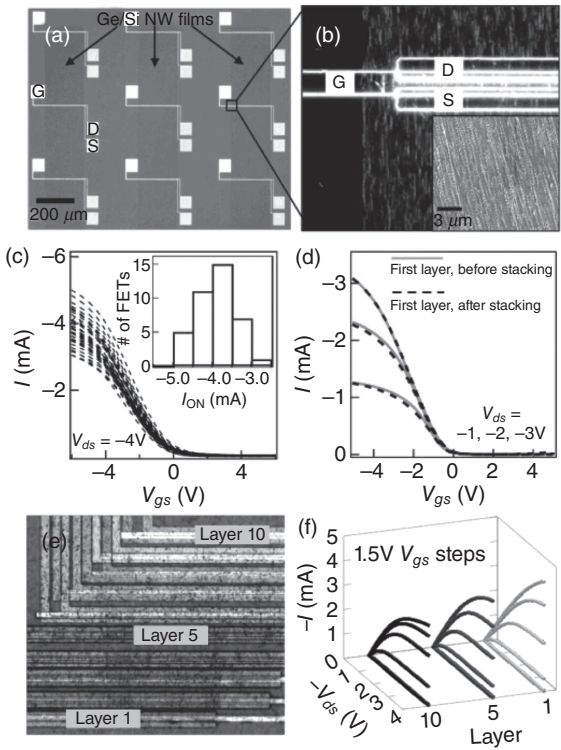 Ge/Si NW films
(a)
G
D
S
200 μm
(b)
G
D
S
3 μm
(c)
−6
−4
−2
I (mA)
−4
0
4
V_gs (V)
V_ds = −4V
15
10
5
0
# of FETs
−5.0 −4.0 −3.0
I_ON (mA)
(d)
First layer, before stacking
First layer, after stacking
−3
−2
−1
0
I (mA)
−4 −2 0 2 4
V_gs (V)
V_ds =
−1, −2, −3V
(e)
Layer 10
Layer 5
Layer 1
(f)
1.5V V_gs steps
5
4
3
2
1
0
−I (mA)
1
2
3
4
−V_ds (V)
10 5 1
Layer